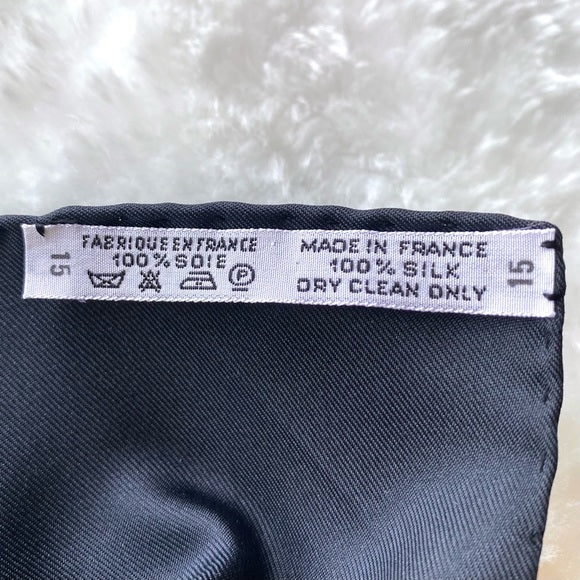 15
FABRIQUE EN FRANCE
100% SOIE
P
MADE IN FRANCE
100% SILK
DRY CLEAN ONLY
15